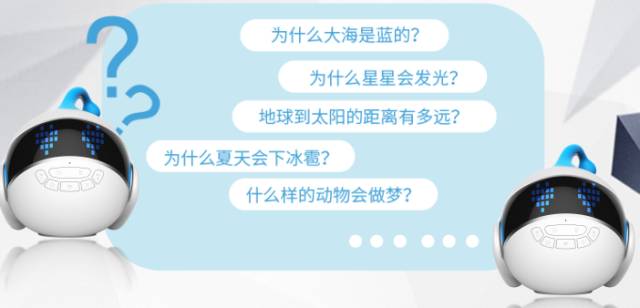 为什么大海是蓝的?
为什么星星会发光?
地球到太阳的距离有多远?
为什么夏天会下冰雹?
什么样的动物会做梦?